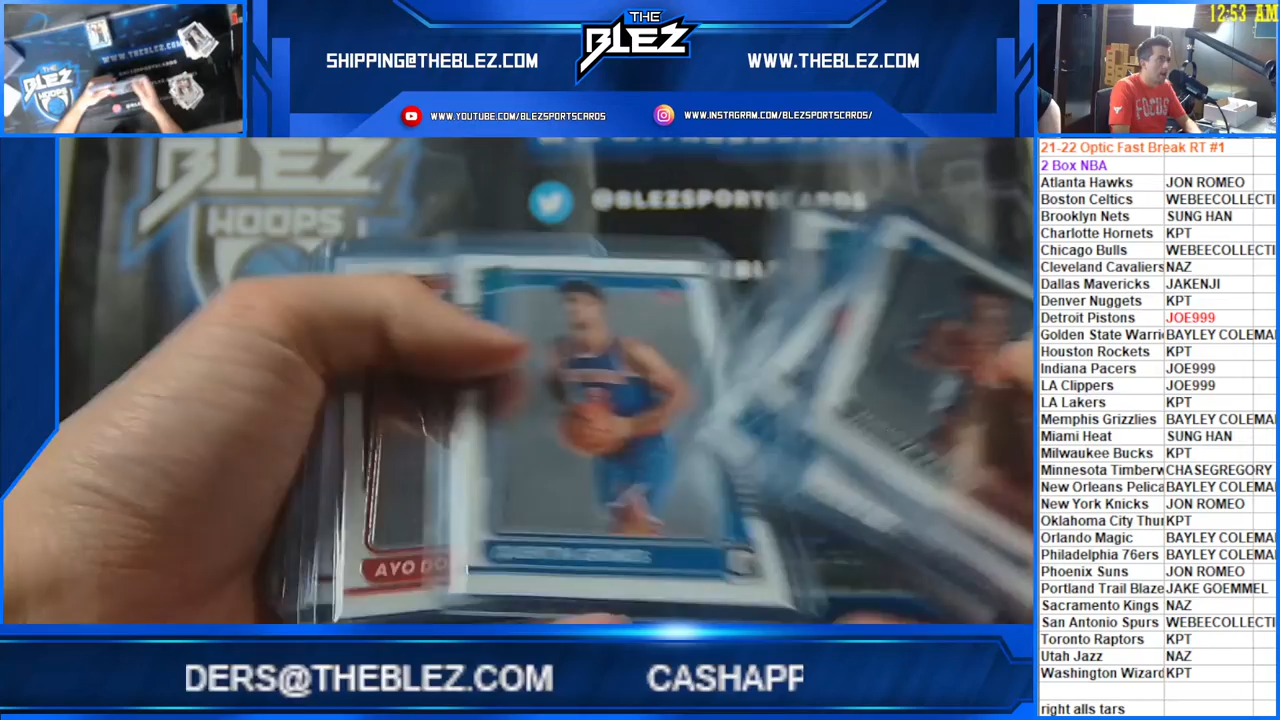 THE
BLEZ
SHIPPING@THEBLEZ.COM
WWW.THEBLEZ.COM
WWW.YOUTUBE.COM/BLEZSPORTSCARDS
WWW.INSTAGRAM.COM/BLEZSPORTSCARDS/
12:53 AM
FOCUS
BLEZ
HOOPS
BLEZ
HOOPS
@BLEZSPORTSCARDS
AYO DO
21-22 Optic Fast Break RT #1
2 Box NBA
Atlanta Hawks JON ROMEO
Boston Celtics WEBEECOLLECTI
Brooklyn Nets SUNG HAN
Charlotte Hornets KPT
Chicago Bulls WEBEECOLLECTI
Cleveland Cavaliers NAZ
Dallas Mavericks JAKENJI
Denver Nuggets KPT
Detroit Pistons JOE999
Golden State Warri BAYLEY COLEMA
Houston Rockets KPT
Indiana Pacers JOE999
LA Clippers JOE999
LA Lakers KPT
Memphis Grizzlies BAYLEY COLEMA
Miami Heat SUNG HAN
Milwaukee Bucks KPT
Minnesota Timberw CHASEGREGORY
New Orleans Pelica BAYLEY COLEMA
New York Knicks JON ROMEO
Oklahoma City Thu KPT
Orlando Magic BAYLEY COLEMA
Philadelphia 76ers BAYLEY COLEMA
Phoenix Suns JON ROMEO
Portland Trail Blaze JAKE GOEMMEL
Sacramento Kings NAZ
San Antonio Spurs WEBEECOLLECTI
Toronto Raptors KPT
Utah Jazz NAZ
Washington Wizard KPT
right alls tars
DERS@THEBLEZ.COM CASHAPP